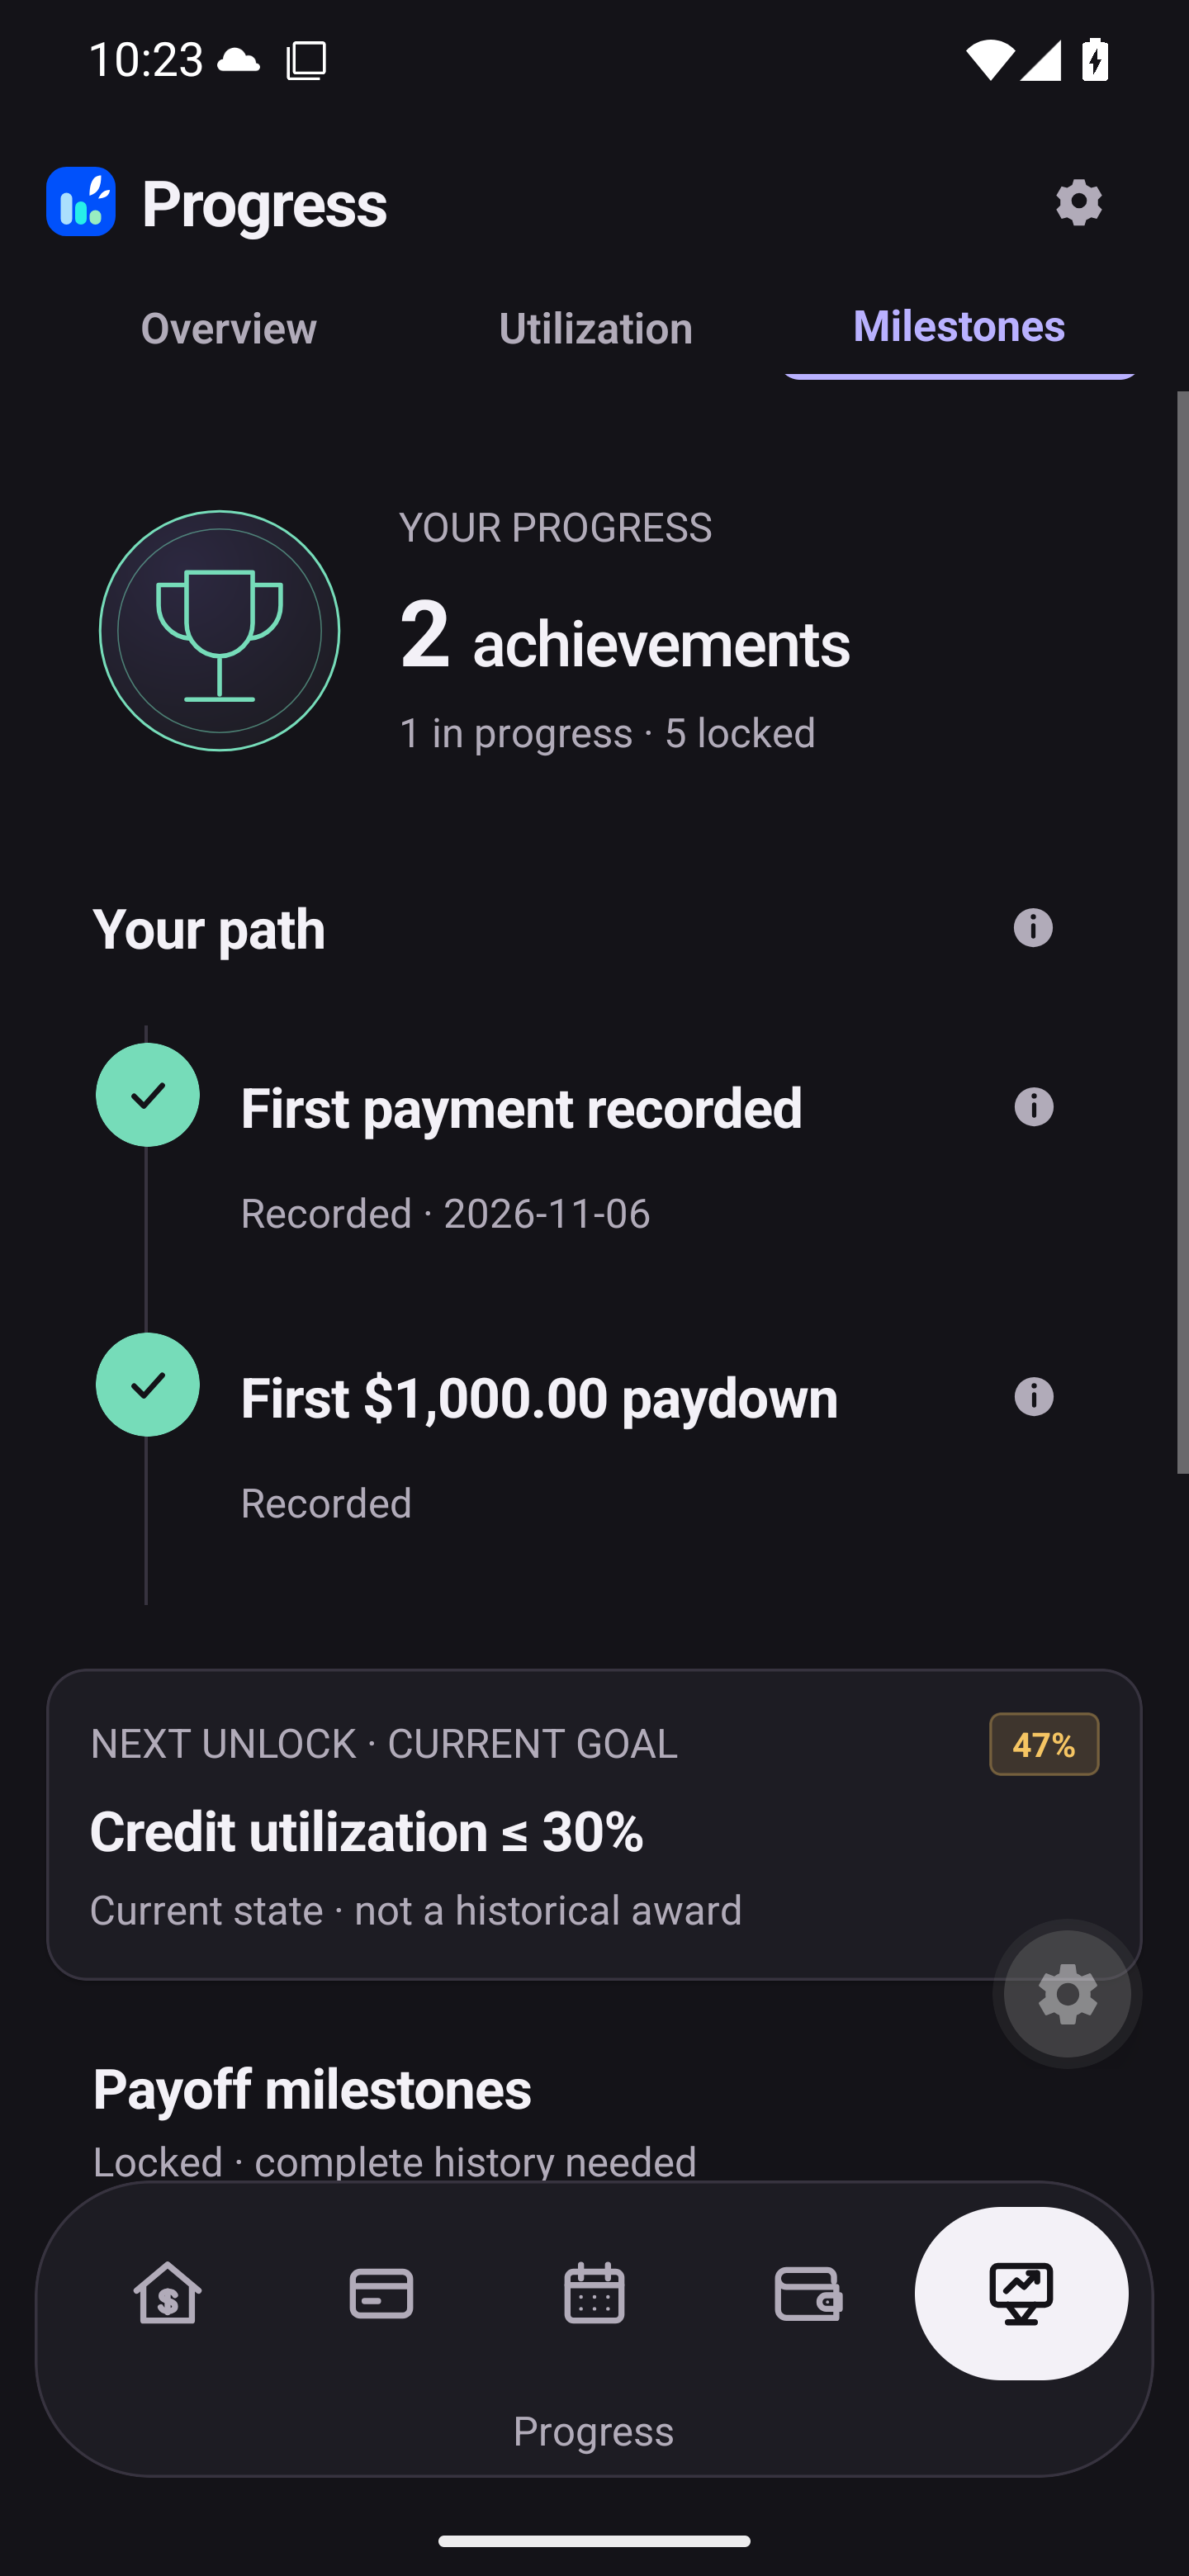 10:23
Progress
Overview Utilization Milestones
YOUR PROGRESS
2 achievements
1 in progress · 5 locked
Your path
First payment recorded
Recorded · 2026-11-06
First $1,000.00 paydown
Recorded
NEXT UNLOCK · CURRENT GOAL 47%
Credit utilization ≤ 30%
Current state · not a historical award
Payoff milestones
Locked · complete history needed
Progress